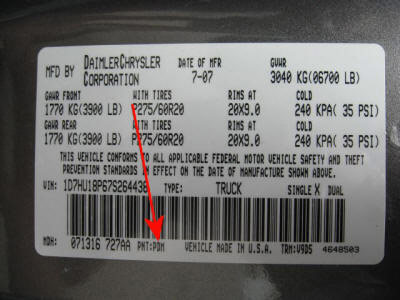 MFD BY DAIMLERCHRYSLER CORPORATION DATE OF MFR 7-07 GVWR 3040 KG(06700 LB)
GAWR FRONT WITH TIRES RIMS AT COLD
1770 KG(3900 LB) P275/60R20 20X9.0 240 KPA( 35 PSI)
GAWR REAR WITH TIRES RIMS AT COLD
1770 KG(3900 LB) P275/60R20 20X9.0 240 KPA( 35 PSI)
THIS VEHICLE CONFORMS TO ALL APPLICABLE FEDERAL MOTOR VEHICLE SAFETY AND THEFT
PREVENTION STANDARDS IN EFFECT ON THE DATE OF MANUFACTURE SHOWN ABOVE
VIN: 1D7HU18P67S264438 TYPE: TRUCK SINGLE X DUAL
MDH: 071316 727AA PNT:PDM VEHICLE MADE IN U.S.A. TRM:V9D5 4648503